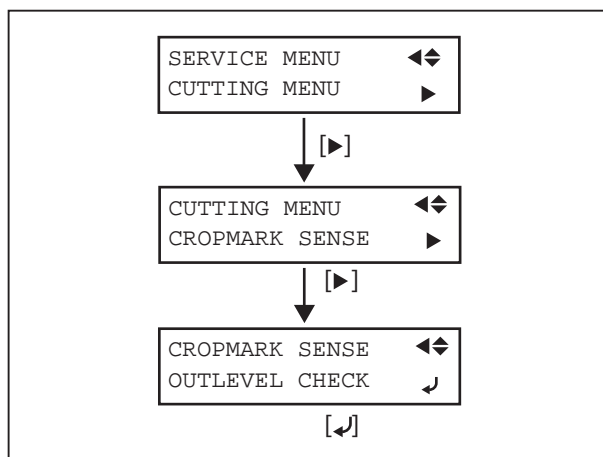 SERVICE MENU ◀◆
CUTTING MENU ▶
[▶]
CUTTING MENU ◀◆
CROPMARK SENSE ▶
[▶]
CROPMARK SENSE ◀◆
OUTLEVEL CHECK ↵
[↵]